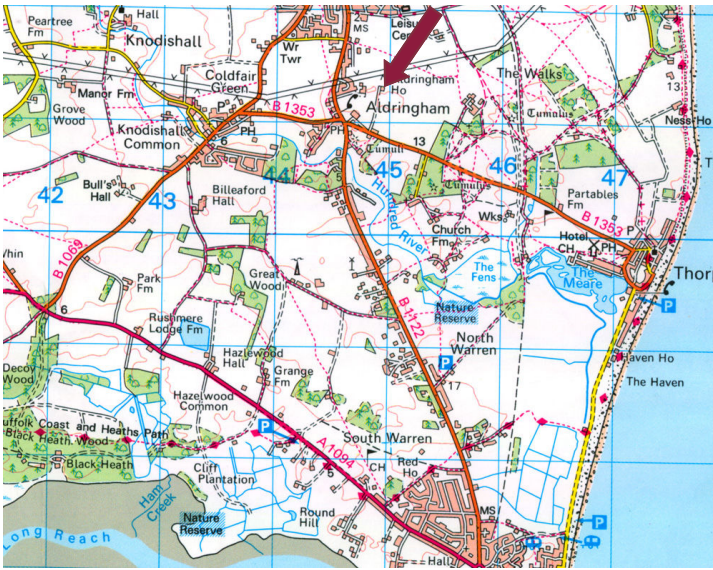 Peartree
Fm
Hall
Knodishall
Wr
Twr
2
MS
Leisu
Cen
Coldfair
Green
Manor Fm
Grove
Wood
P
B 1353
Aldringham
Ho
Aldringham
The Walks
Tumulus
13
Ness Ho
Knodishall
Common
6
PH
2
PH
13
Tumuli
Tumulus
42
43
44
45
46
47
Bull's
Hall
Billeaford
Hall
Hundred
River
Partables
Fm
B 1353
Church
Fm
Wks
Hotel
CH
PH
P
B 1069
Park
Fm
Great
Wood
The
Fens
The
Meare
Thorp
P
6
Rushmere
Lodge Fm
Nature
Reserve
B 1122
North
Warren
P
Hazlewood
Hall
Grange
Fm
Haven Ho
The Haven
Decoy
Wood
Hazelwood
Common
17
Suffolk Coast and Heaths Path
Black Heath Wood
P
5
South Warren
A 1094
CH
Red
Ho
Black Heath
Cliff
Plantation
Ham
Creek
Nature
Reserve
Round
Hill
MS
P
Long Reach
Hall